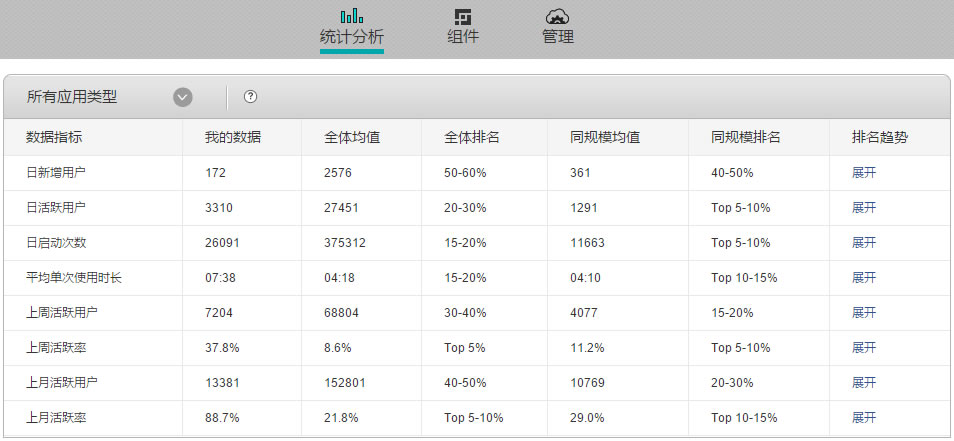 统计分析 组件 管理
所有应用类型 ?
数据指标 我的数据 全体均值 全体排名 同规模均值 同规模排名 排名趋势
日新增用户 172 2576 50-60% 361 40-50% 展开
日活跃用户 3310 27451 20-30% 1291 Top 5-10% 展开
日启动次数 26091 375312 15-20% 11663 Top 5-10% 展开
平均单次使用时长 07:38 04:18 15-20% 04:10 Top 10-15% 展开
上周活跃用户 7204 68804 30-40% 4077 15-20% 展开
上周活跃率 37.8% 8.6% Top 5% 11.2% Top 5-10% 展开
上月活跃用户 13381 152801 40-50% 10769 20-30% 展开
上月活跃率 88.7% 21.8% Top 5-10% 29.0% Top 10-15% 展开